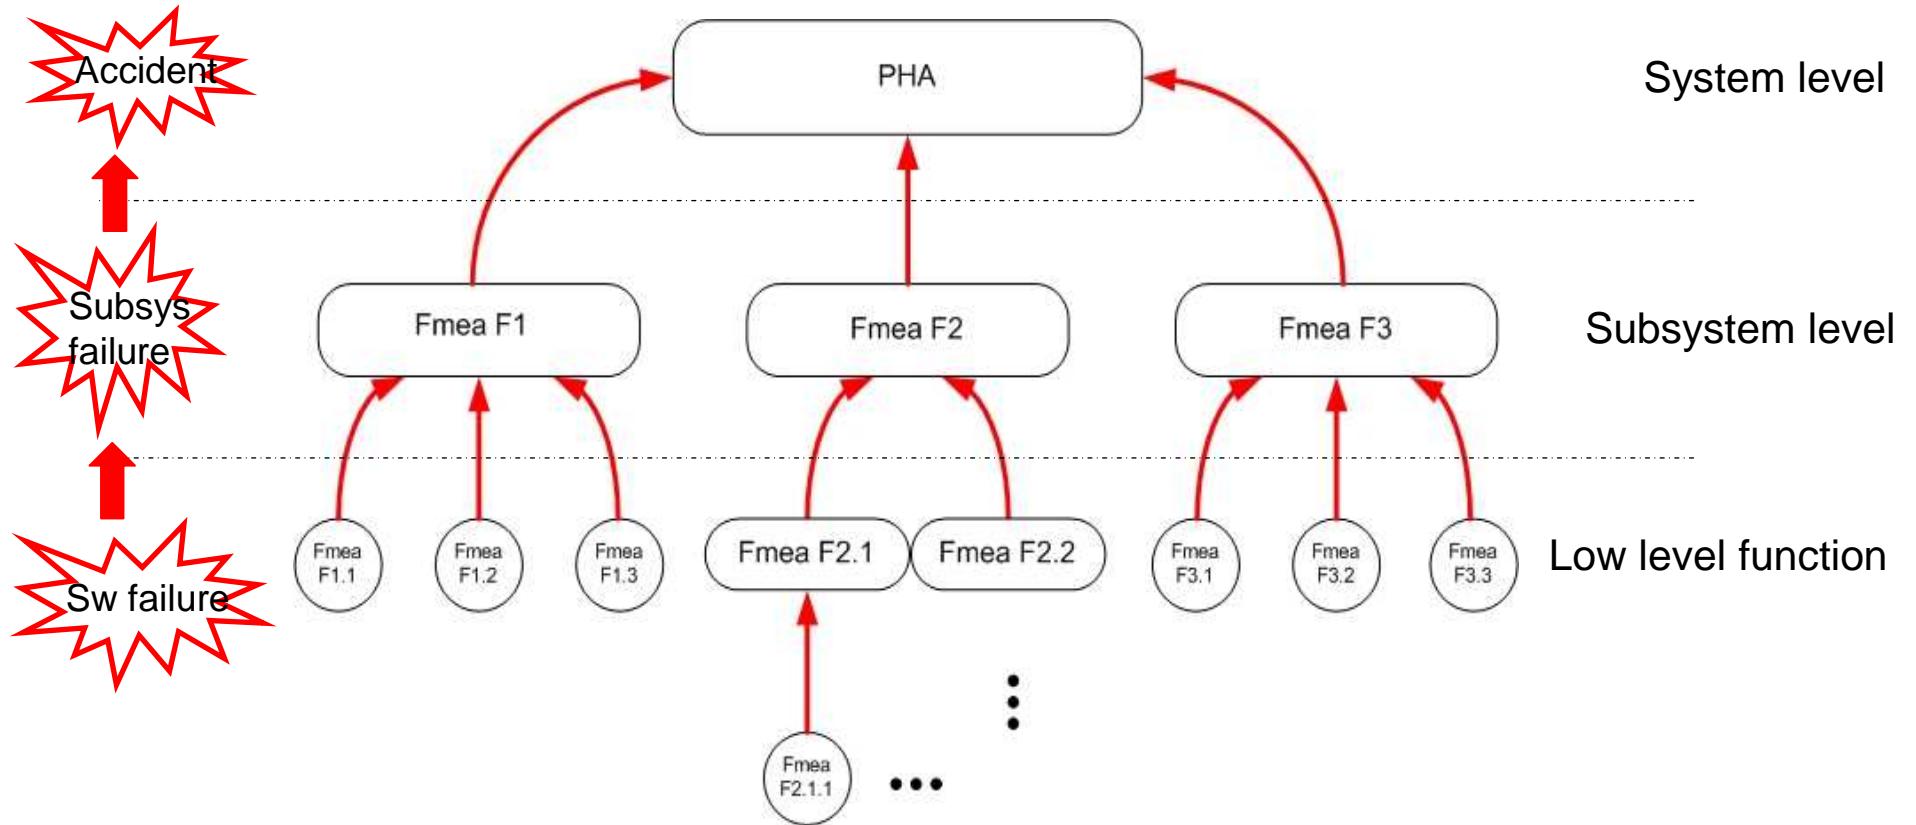 Accident
PHA
System level
Subsys
failure
Fmea F1
Fmea F2
Fmea F3
Subsystem level
Sw failure
Fmea
F1.1
Fmea
F1.2
Fmea
F1.3
Fmea F2.1
Fmea F2.2
Fmea
F3.1
Fmea
F3.2
Fmea
F3.3
Low level function
Fmea
F2.1.1